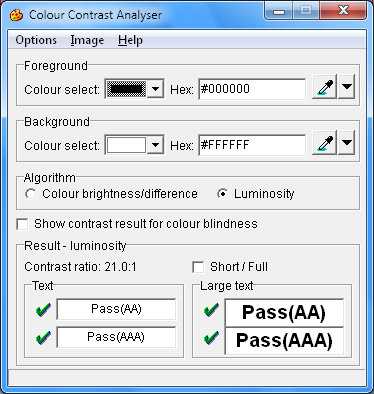 Colour Contrast Analyser
Options Image Help
Foreground
Colour select: Hex: #000000
Background
Colour select: Hex: #FFFFFF
Algorithm
Colour brightness/difference Luminosity
Show contrast result for colour blindness
Result - luminosity
Contrast ratio: 21.0:1 Short / Full
Text
Pass(AA)
Pass(AAA)
Large text
Pass(AA)
Pass(AAA)